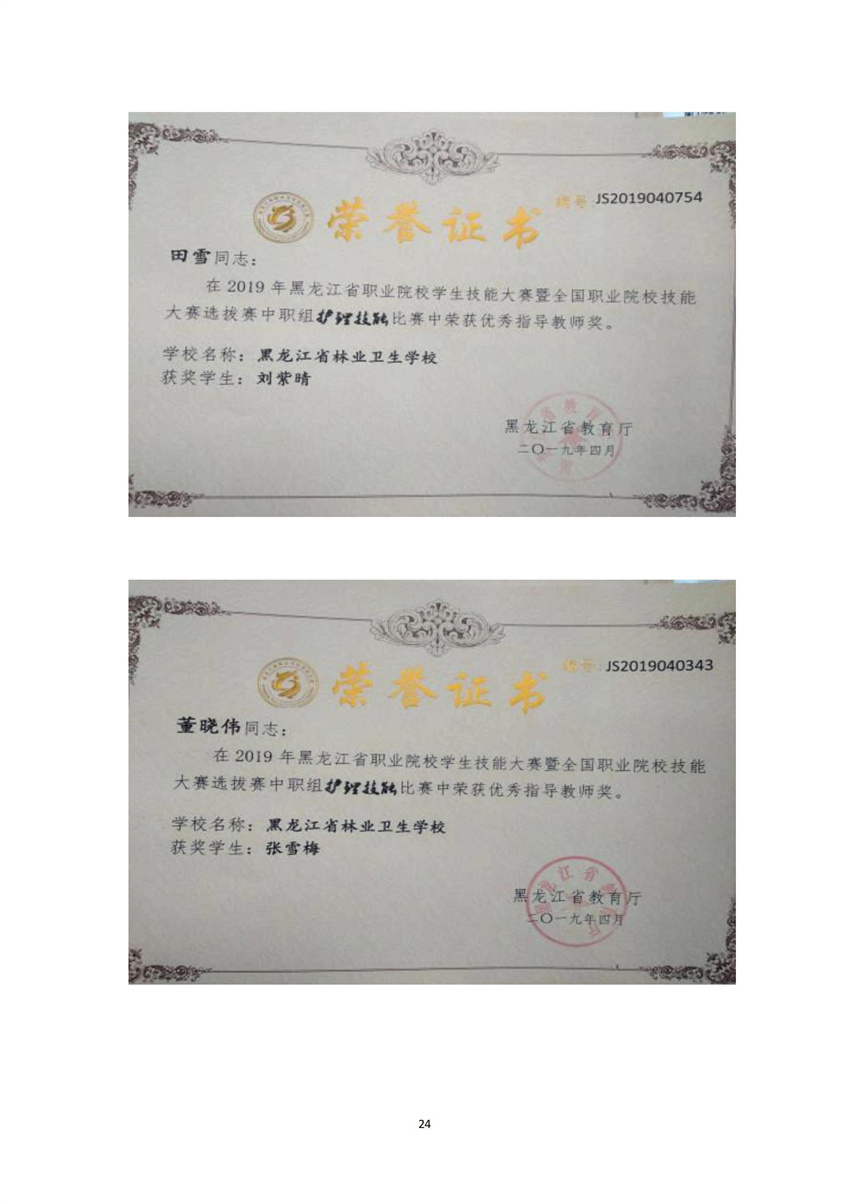 编号:JS2019040754
荣誉证书
田雪同志:
在 2019 年黑龙江省职业院校学生技能大赛暨全国职业院校技能
大赛选拔赛中职组护理技能比赛中荣获优秀指导教师奖。
学校名称:黑龙江省林业卫生学校
获奖学生:刘紫晴
黑龙江省教育厅
二〇一九年四月
编号:JS2019040343
荣誉证书
董晓伟同志:
在 2019 年黑龙江省职业院校学生技能大赛暨全国职业院校技能
大赛选拔赛中职组护理技能比赛中荣获优秀指导教师奖。
学校名称:黑龙江省林业卫生学校
获奖学生:张雪梅
黑龙江省教育厅
二〇一九年四月
24